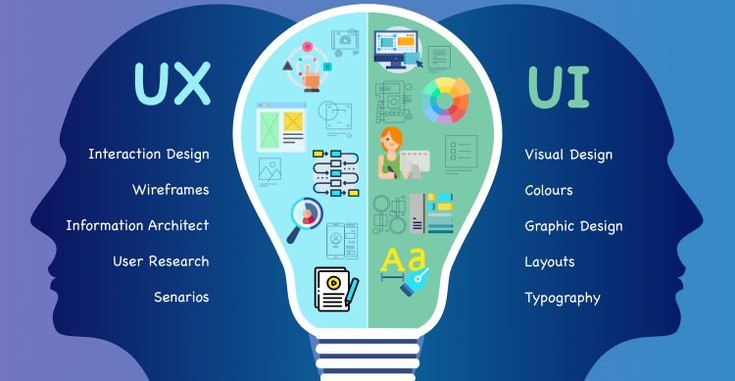 UX
Interaction Design
Wireframes
Information Architect
User Research
Senarios
Aa
UI
Visual Design
Colours
Graphic Design
Layouts
Typography